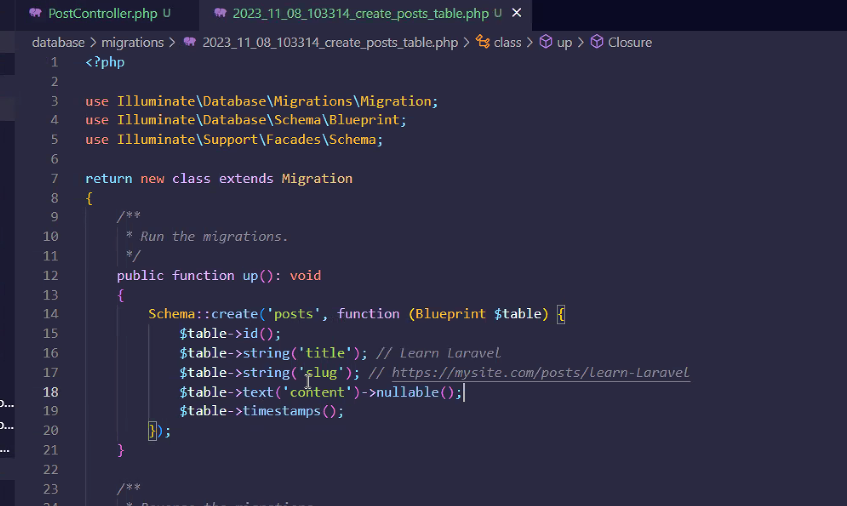 PostController.php U
2023_11_08_103314_create_posts_table.php U
database > migrations > 2023_11_08_103314_create_posts_table.php > class > up > Closure
1 <?php
2
3 use Illuminate\Database\Migrations\Migration;
4 use Illuminate\Database\Schema\Blueprint;
5 use Illuminate\Support\Facades\Schema;
6
7 return new class extends Migration
8 {
9 /**
10 * Run the migrations.
11 */
12 public function up(): void
13 {
14 Schema::create('posts', function (Blueprint $table) {
15 $table->id();
16 $table->string('title'); // Learn Laravel
17 $table->string('slug'); // https://mysite.com/posts/learn-Laravel
18 $table->text('content')->nullable();
19 $table->timestamps();
20 });
21 }
22
23 /**